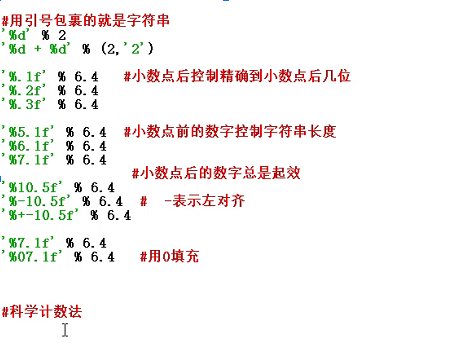 #用引号包裹的就是字符串
'%d' % 2
'%d + %d' % (2,'2')
'%.1f' % 6.4 #小数点后控制精确到小数点后几位
'%.2f' % 6.4
'%.3f' % 6.4
'%5.1f' % 6.4 #小数点前的数字控制字符串长度
'%6.1f' % 6.4
'%7.1f' % 6.4
#小数点后的数字总是起效
'%10.5f' % 6.4
'%-10.5f' % 6.4 # -表示左对齐
'%+-10.5f' % 6.4
'%7.1f' % 6.4
'%07.1f' % 6.4 #用0填充
#科学计数法